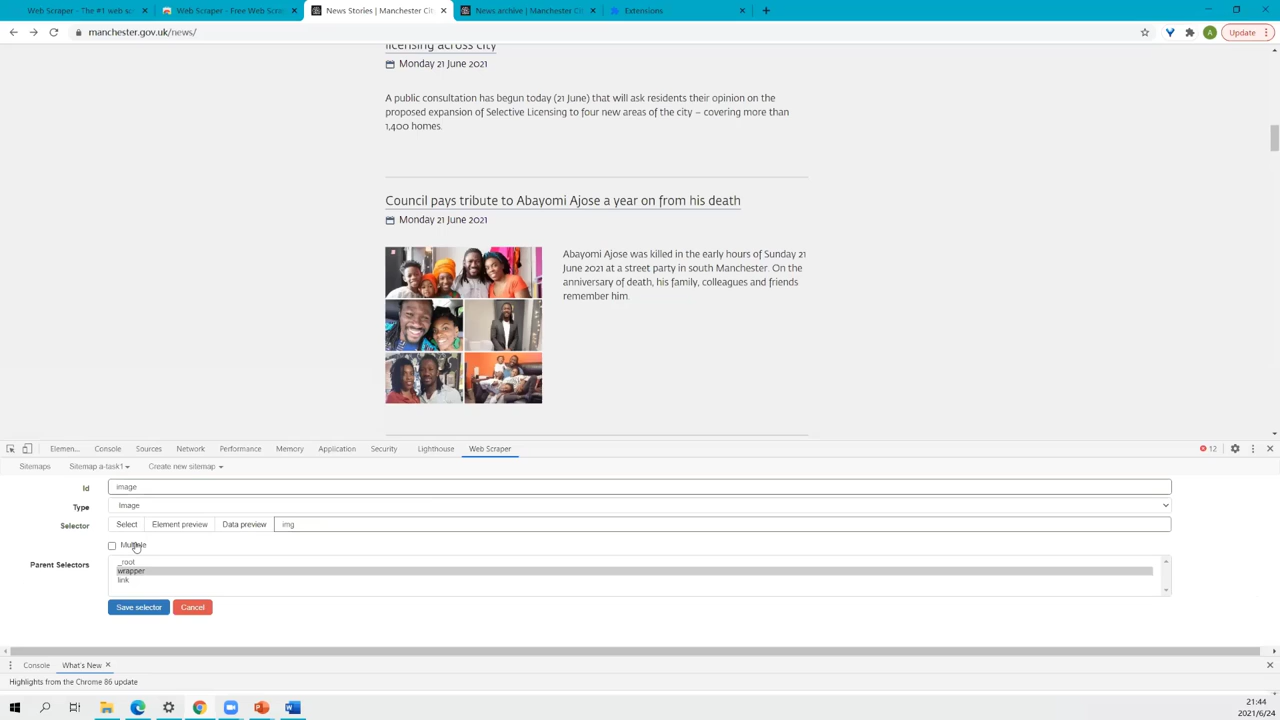 Web Scraper - The #1 web sc
Web Scraper - Free Web Scra
News Stories | Manchester Cit
News archive | Manchester Cit
Extensions
manchester.gov.uk/news/
A
Update
licensing across city
Monday 21 June 2021
A public consultation has begun today (21 June) that will ask residents their opinion on the
proposed expansion of Selective Licensing to four new areas of the city – covering more than
1,400 homes.
Council pays tribute to Abayomi Ajose a year on from his death
Monday 21 June 2021
Abayomi Ajose was killed in the early hours of Sunday 21
June 2021 at a street party in south Manchester. On the
anniversary of death, his family, colleagues and friends
remember him.
Elemen... Console Sources Network Performance Memory Application Security Lighthouse Web Scraper 12
Sitemaps Sitemap a-task1 Create new sitemap
Id image
Type Image
Selector Select Element preview Data preview img
Multiple
Parent Selectors _root
wrapper
link
Save selector Cancel
Console What's New
Highlights from the Chrome 86 update
21:44
2021/6/24